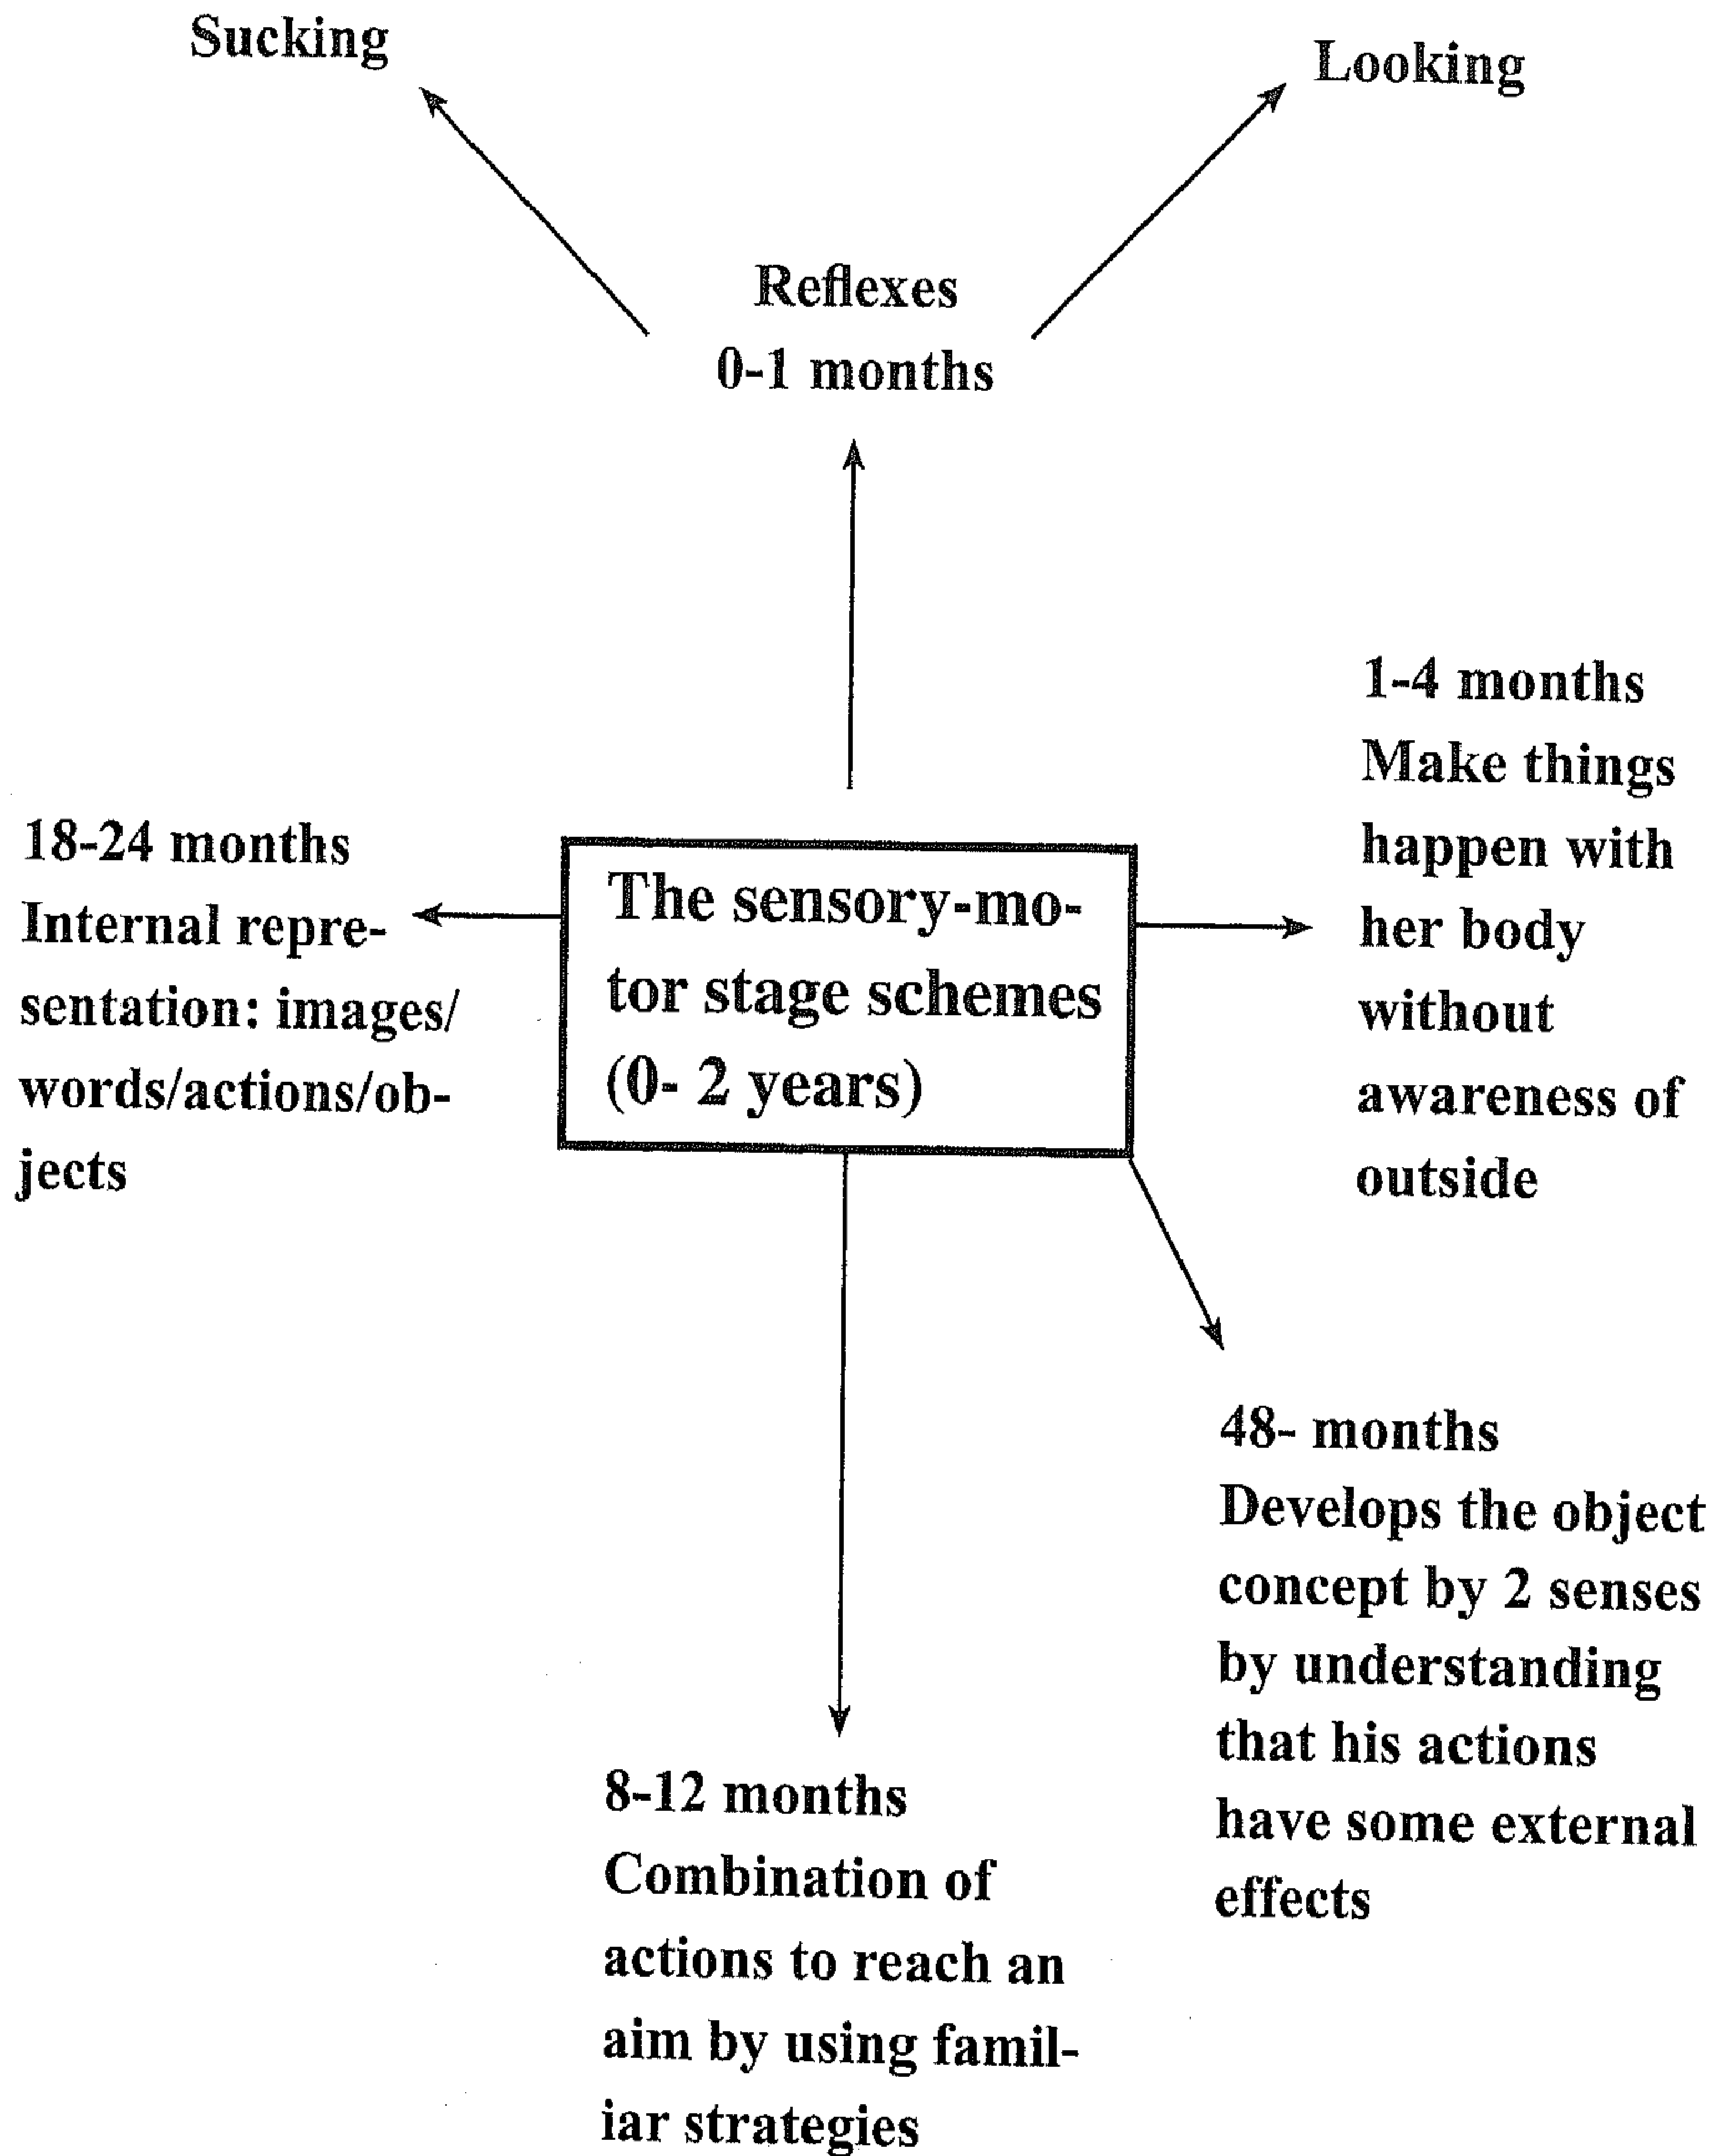 Sucking
Looking
Reflexes
0-1 months
1-4 months
Make things
happen with
her body
without
awareness of
outside
18-24 months
Internal repre-
sentation: images/
words/actions/ob-
jects
The sensory-mo-
tor stage schemes
(0- 2 years)
48- months
Develops the object
concept by 2 senses
by understanding
that his actions
have some external
effects
8-12 months
Combination of
actions to reach an
aim by using famil-
iar strategies